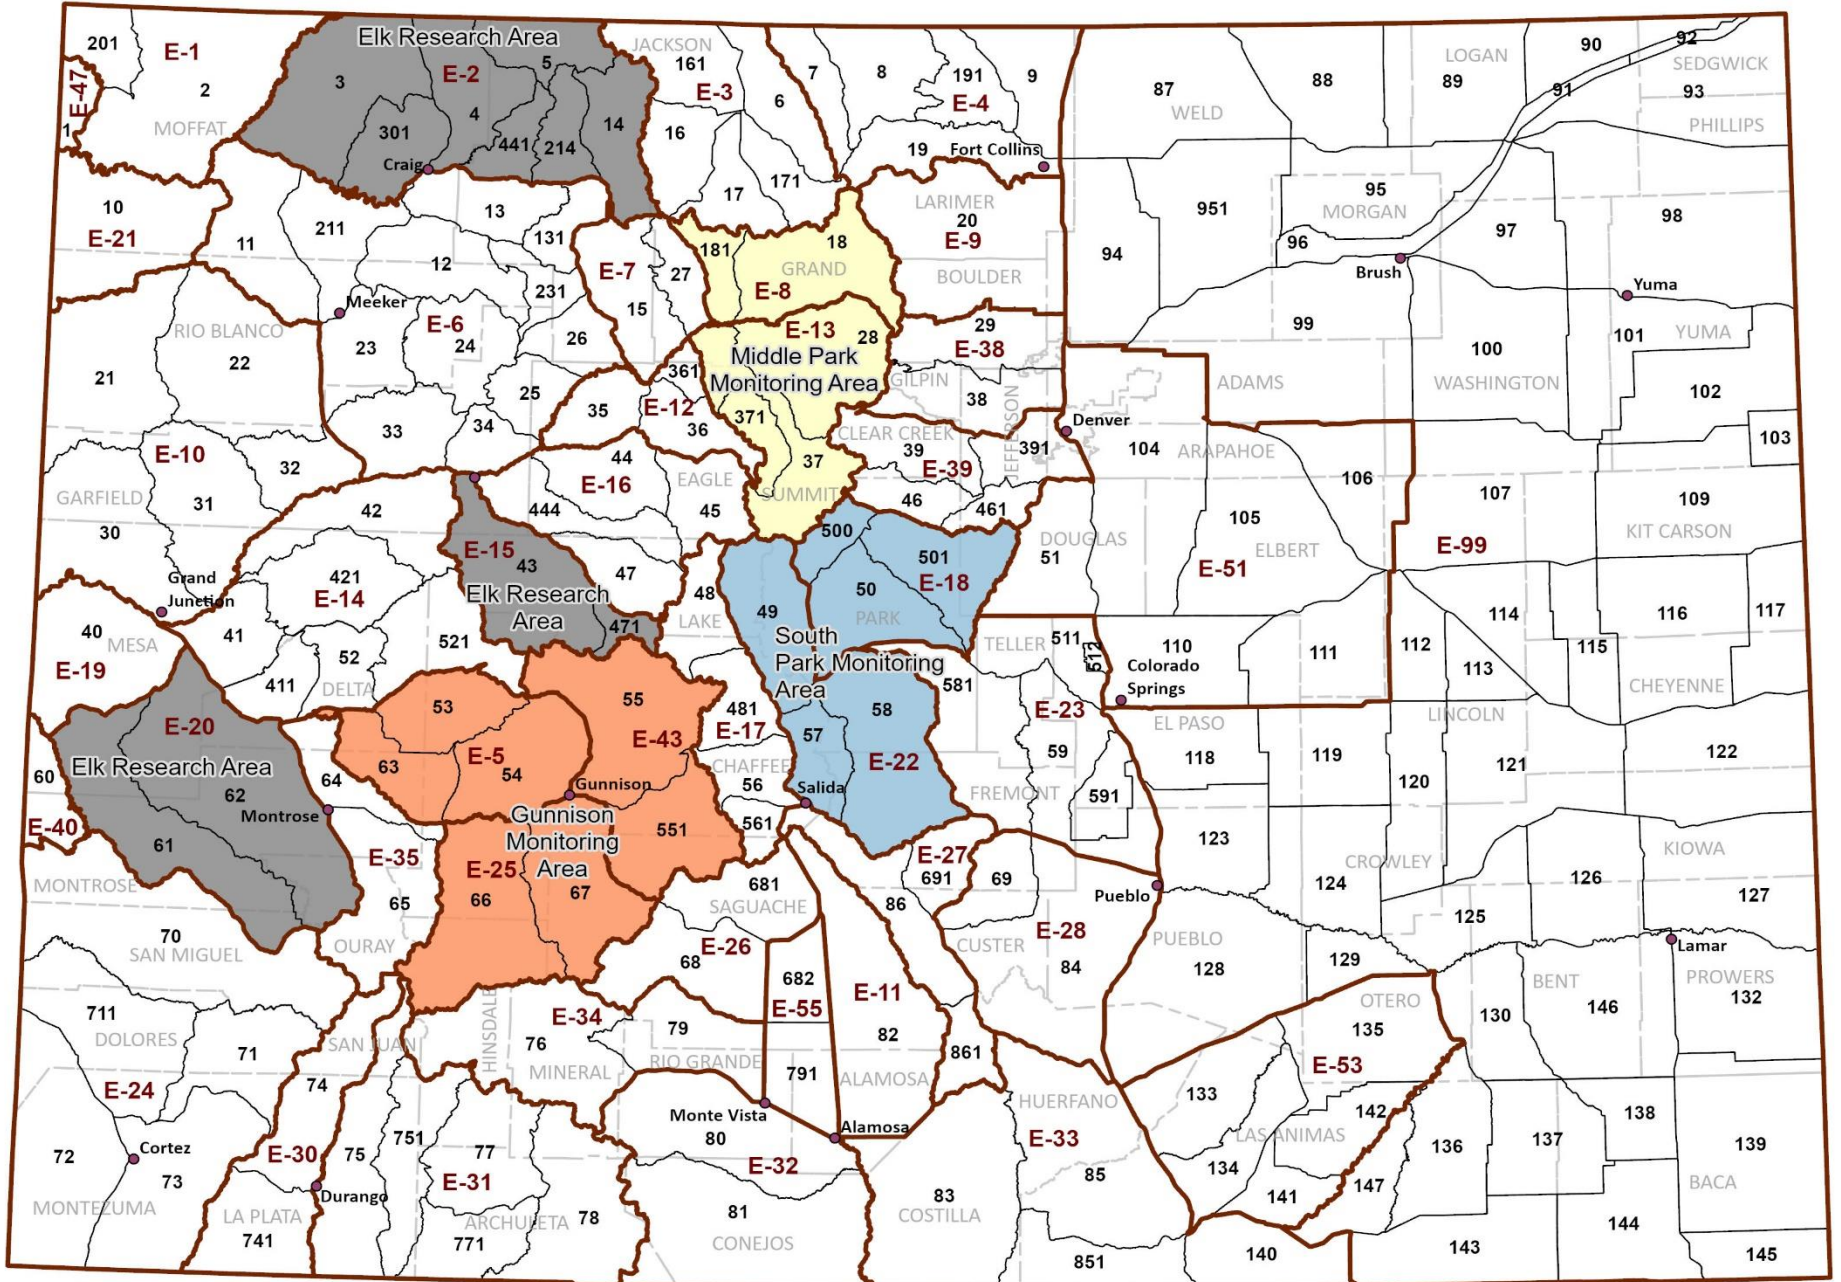 Elk Research Area
201
E-1
2
E-47
1
MOFFAT
3
E-2
5
4
301
441
214
14
Craig
JACKSON
161
E-3
6
16
17
171
7
8
191
E-4
9
19
Fort Collins
87
WELD
88
LOGAN
89
90
91
92
SEDGWICK
93
PHILLIPS
10
E-21
11
211
13
131
12
231
Meeker
E-6
24
23
26
25
E-7
15
27
181
18
GRAND
E-8
LARIMER
20
E-9
BOULDER
94
951
95
MORGAN
96
Brush
97
98
Yuma
99
100
101
YUMA
102
103
RIO BLANCO
22
21
E-13
28
Middle Park
Monitoring Area
29
E-38
GILPIN
38
JEFFERSON
361
E-12
36
35
371
37
SUMMIT
CLEAR CREEK
39
E-39
391
46
461
Denver
104
ADAMS
ARAPAHOE
WASHINGTON
33
34
E-10
32
31
GARFIELD
30
42
44
E-16
444
EAGLE
45
47
E-15
43
Elk Research
Area
471
421
E-14
Grand
Junction
41
411
52
521
DELTA
40
MESA
E-19
48
LAKE
49
500
501
E-18
50
PARK
South
Park Monitoring
Area
51
DOUGLAS
105
ELBERT
E-51
106
107
E-99
109
KIT CARSON
TELLER
511
512
110
Colorado
Springs
111
112
113
114
115
116
117
CHEYENNE
E-20
Elk Research Area
62
61
60
E-40
64
Montrose
53
63
E-5
54
55
E-43
Gunnison
Gunnison
Monitoring
Area
551
E-25
66
67
481
E-17
CHAFFEE
56
561
57
Salida
58
E-22
581
E-23
59
591
FREMONT
EL PASO
118
119
120
LINCOLN
121
122
123
124
CROWLEY
125
126
KIOWA
127
MONTROSE
E-35
65
OURAY
70
SAN MIGUEL
681
SAGUACHE
E-26
68
682
E-55
86
E-27
691
69
CUSTER
E-28
84
Pueblo
PUEBLO
128
129
OTERO
135
E-53
130
BENT
146
Lamar
PROWERS
132
711
DOLORES
71
E-24
72
Cortez
73
MONTEZUMA
SAN JUAN
74
E-30
75
Durango
LA PLATA
741
751
77
E-31
ARCHULETA
771
78
HINSDALE
E-34
76
MINERAL
79
RIO GRANDE
791
E-11
82
ALAMOSA
861
Monte Vista
80
Alamosa
E-32
81
CONEJOS
83
COSTILLA
HUERFANO
E-33
85
851
133
LAS ANIMAS
134
142
141
147
136
137
138
139
BACA
140
143
144
145